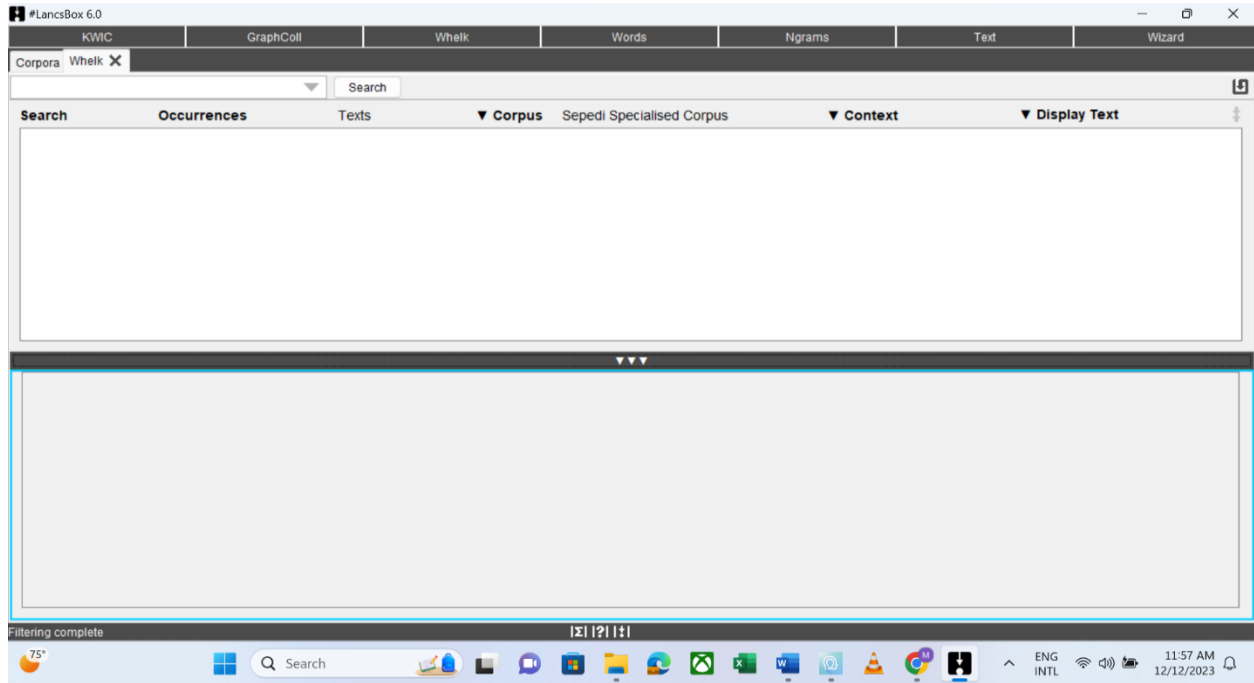 #LancsBox 6.0
KWIC GraphColl Whelk Words Ngrams Text Wizard
Corpora Whelk
Search
Search Occurrences Texts ▼ Corpus Sepedi Specialised Corpus ▼ Context ▼ Display Text
▼▼▼
Filtering complete |Σ| |?| |‡|
75° Search ENG 11:57 AM
INTL 12/12/2023